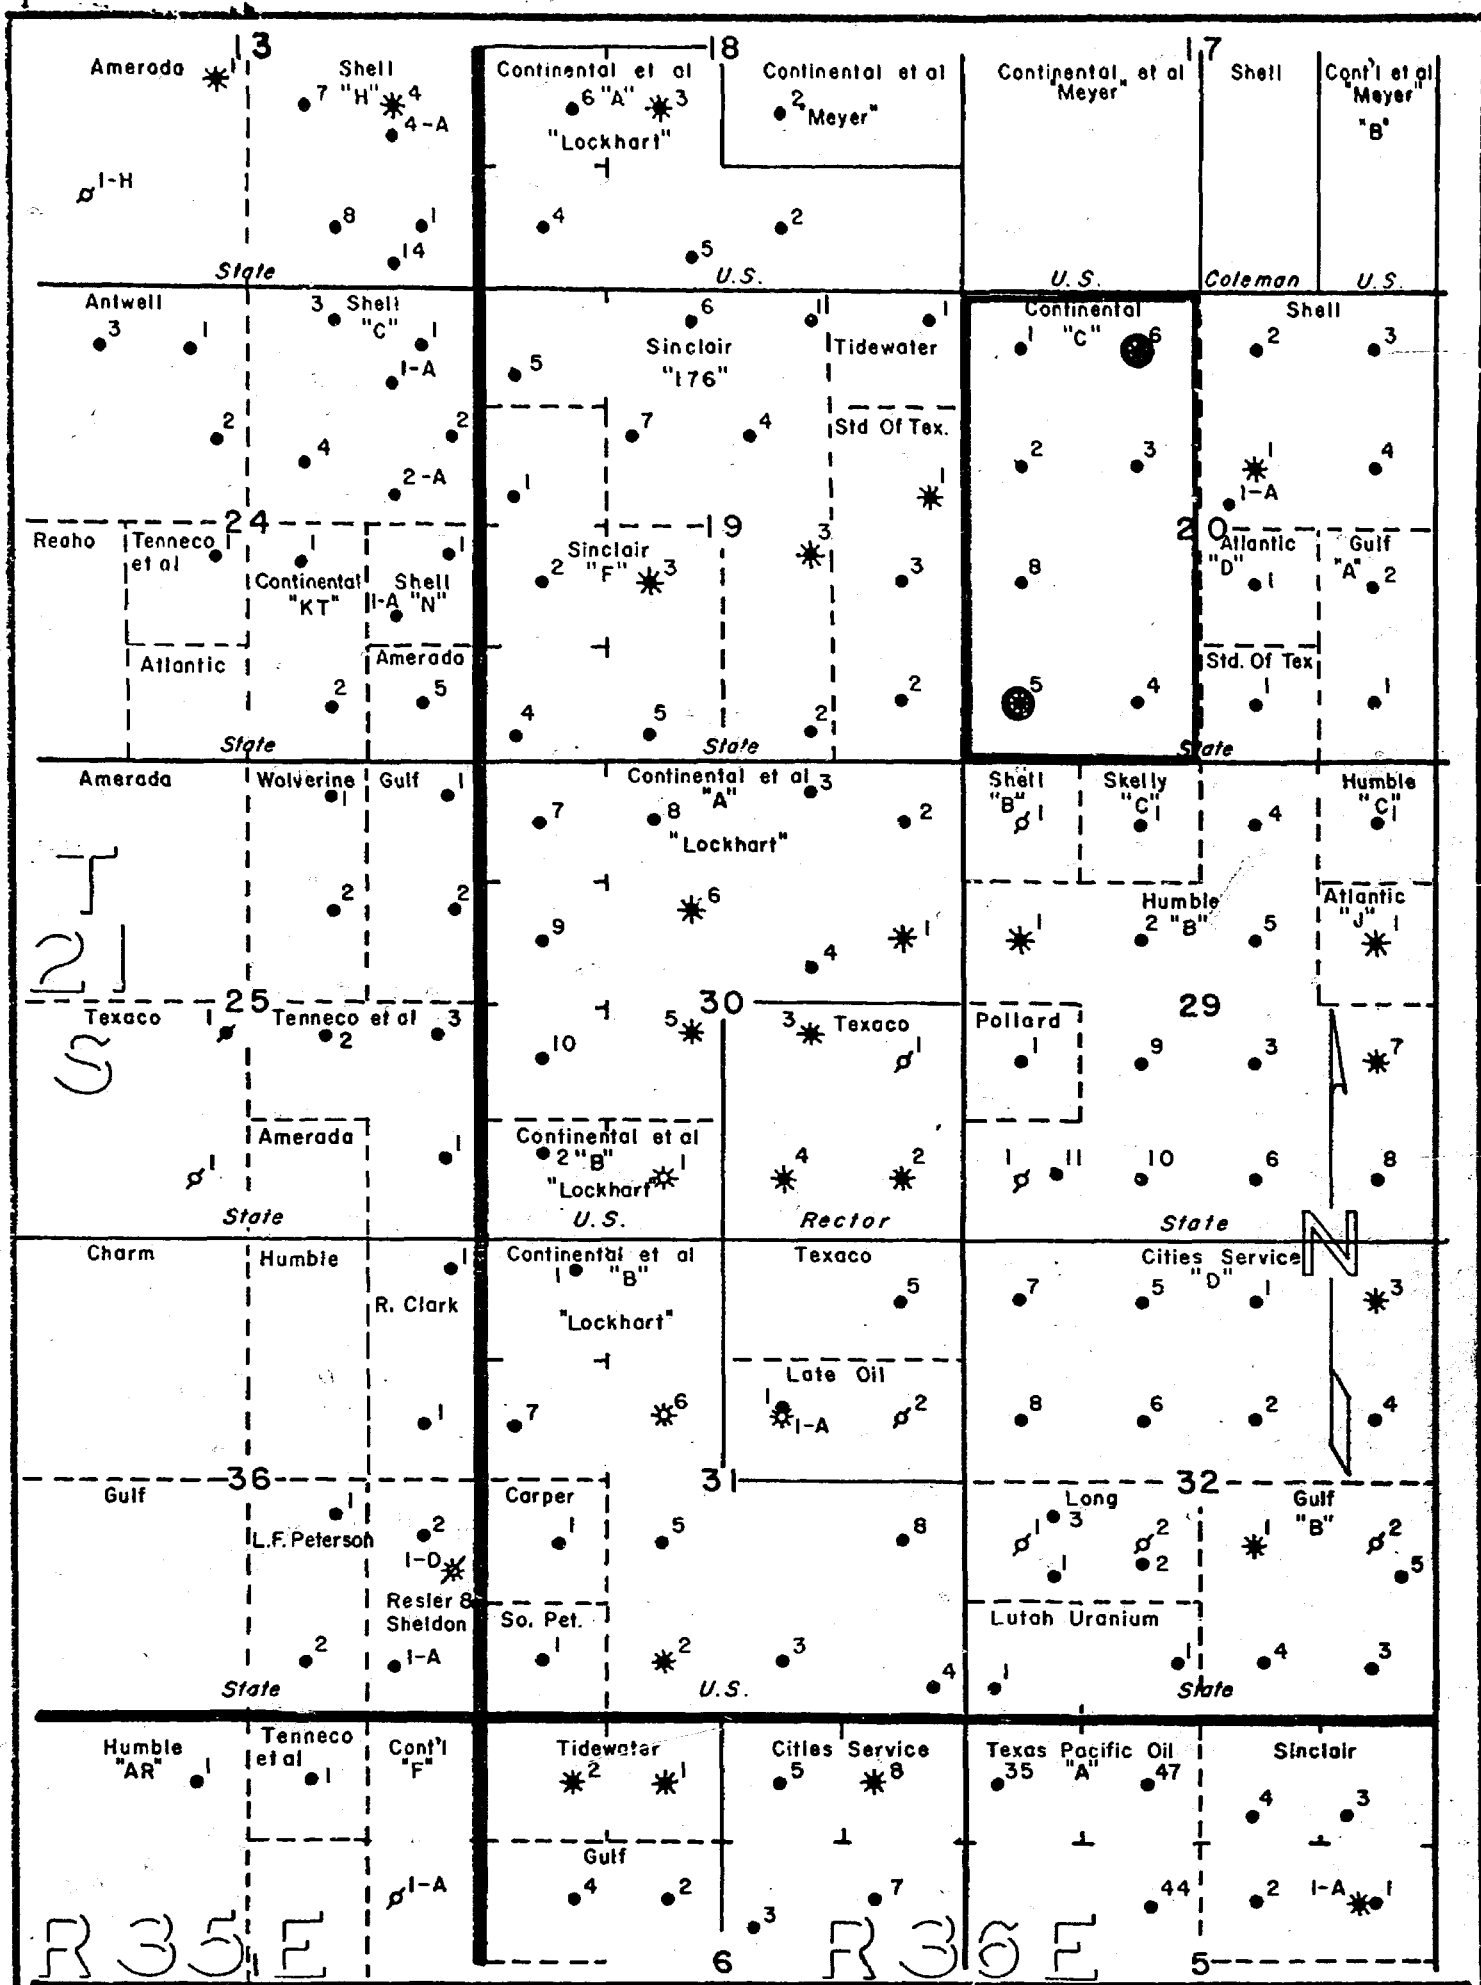 13
18
17
Amerada
1
Shell
"H"
7
4
4-A
Continental et al
6 "A" 3
"Lockhart"
Continental et al
2
"Meyer"
Continental et al
"Meyer"
Shell
Cont'l et al
"Meyer"
"B"
1-H
8
1
14
4
5
2
State
U.S.
U.S.
Coleman
U.S.
Antwell
3
1
2
3 Shell
"C"
1
1-A
2
4
2-A
6
11
1
Sinclair
"176"
Tidewater
5
7
4
Std Of Tex.
1
1
Continental
"C"
1
6
2
3
Shell
2
3
1
4
1-A
24
19
20
Reaho
Tenneco
et al
1
1
Continental
"KT"
1
Shell
1-A "N"
Sinclair
"F"
2
3
3
3
8
Atlantic
"D"
1
Gulf
"A"
2
Atlantic
Amerada
2
5
4
5
2
2
5
4
Std. Of Tex
1
1
State
State
State
Amerada
Wolverine
1
Gulf
1
Continental et al
"A"
3
7
8
"Lockhart"
2
Shell
"B"
1
Skelly
"C"
1
4
Humble
"C"
1
T
21
S
2
2
6
9
4
1
1
Humble
2 "B"
5
Atlantic
"J"
1
25
30
29
Texaco
1
Tenneco et al
2
3
10
5
3
Texaco
1
Pollard
1
9
3
7
Amerada
1
1
Continental et al
2 "B"
1
"Lockhart"
4
2
1
11
10
6
8
State
U.S.
Rector
State
N
Charm
Humble
1
R. Clark
Continental et al
1
"B"
"Lockhart"
Texaco
5
Cities Service
"D"
7
5
1
3
Late Oil
1
7
6
1
1-A
2
8
6
2
4
36
31
32
Gulf
1
L.F. Peterson
2
1-D
Resler &
Sheldon
2
1-A
Carper
1
5
8
Long
1
3
1
2
2
Gulf
"B"
1
2
5
So. Pet.
1
2
3
4
Lutah Uranium
1
1
4
3
State
U.S.
State
Humble
"AR"
1
Tenneco
et al
1
Cont'l
"F"
Tidewater
2
1
Cities Service
5
8
Texas Pacific Oil
35
"A"
47
Sinclair
4
3
1-A
Gulf
4
2
3
7
44
2
1-A
1
R 35 E
R 36 E
6
5